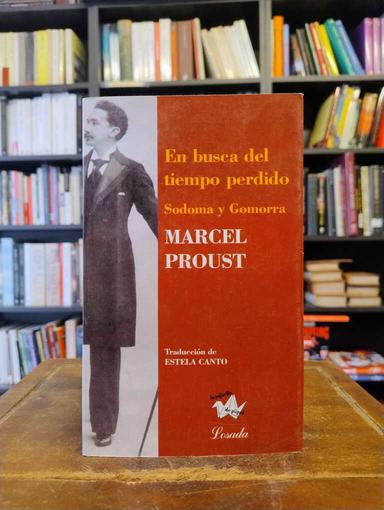 En busca del
tiempo perdido
Sodoma y Gomorra
MARCEL
PROUST
Traducción de
ESTELA CANTO
Losada